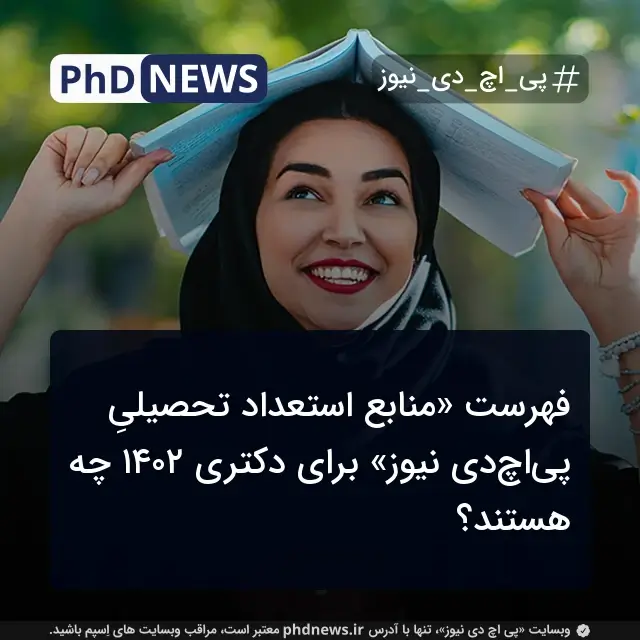 PhD NEWS
#پی_اچ_دی_نیوز
فهرست «منابع استعداد تحصیلیِ
پی‌اچ‌دی نیوز» برای دکتری ۱۴۰۲ چه
هستند؟
وبسایت «پی اچ دی نیوز»، تنها با آدرس phdnews.ir معتبر است، مراقب وبسایت های اِسپم باشید.